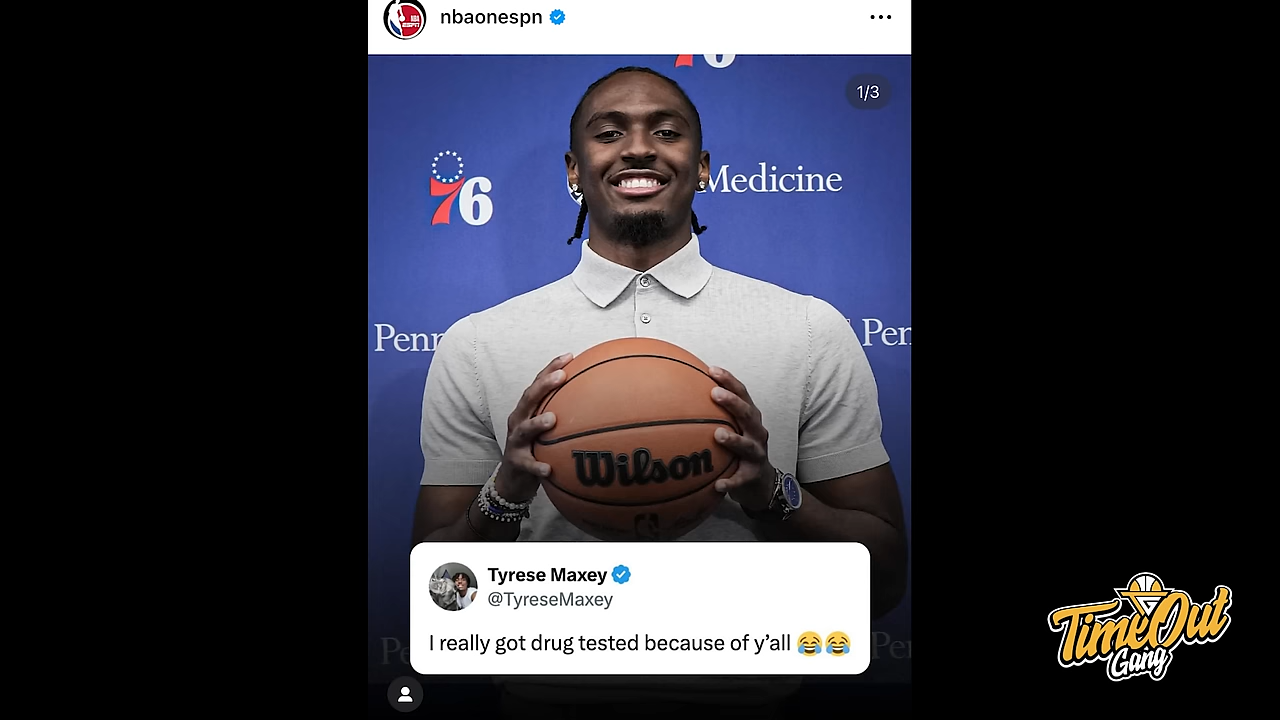 nbaonespn
76
1/3
76
Medicine
Penn
Wilson
Tyrese Maxey
@TyreseMaxey
I really got drug tested because of y'all 😂😂
TimeOut
Gang